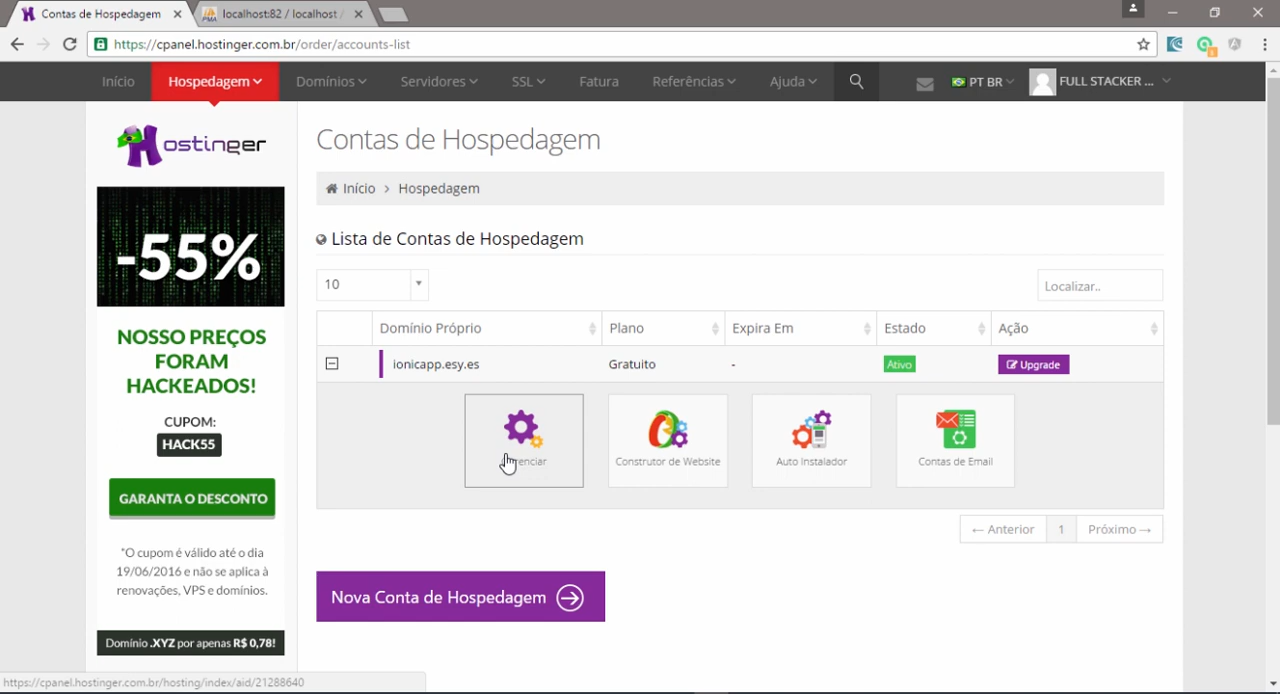 Contas de Hospedagem
localhost:82 / localhost /
https://cpanel.hostinger.com.br/order/accounts-list
Início
Hospedagem
Domínios
Servidores
SSL
Fatura
Referências
Ajuda
PT BR
FULL STACKER ...
ostinger
-55%
NOSSO PREÇOS
FORAM
HACKEADOS!
CUPOM:
HACK55
GARANTA O DESCONTO
"O cupom é válido até o dia
19/06/2016 e não se aplica à
renovações, VPS e domínios.
Domínio .XYZ por apenas R$ 0,78!
Contas de Hospedagem
Início > Hospedagem
Lista de Contas de Hospedagem
10
Localizar..
Domínio Próprio
Plano
Expira Em
Estado
Ação
ionicapp.esy.es
Gratuito
-
Ativo
Upgrade
Construtor de Website
Auto Instalador
Contas de Email
← Anterior
1
Próximo →
Nova Conta de Hospedagem
https://cpanel.hostinger.com.br/hosting/index/aid/21288640